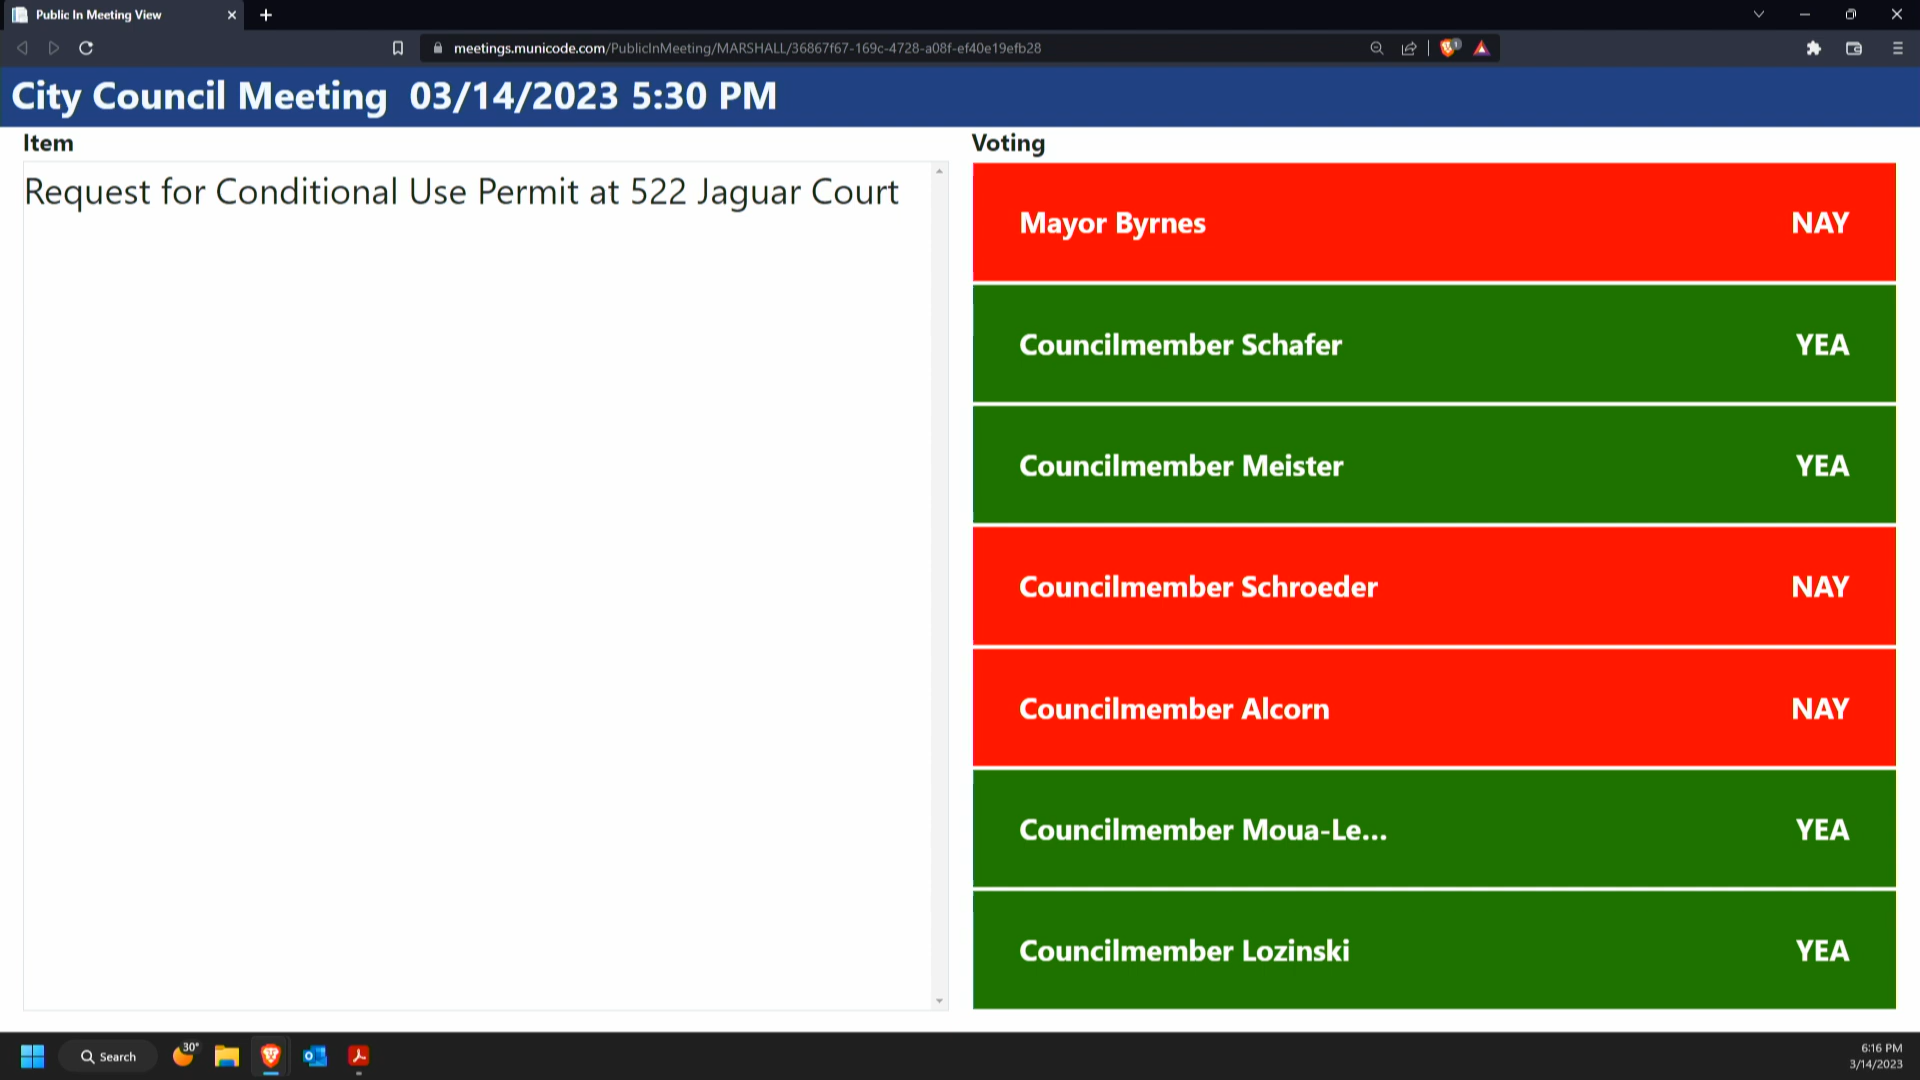 Public In Meeting View
meetings.municode.com/PublicInMeeting/MARSHALL/36867f67-169c-4728-a08f-ef40e19efb28
1
City Council Meeting 03/14/2023 5:30 PM
Item
Request for Conditional Use Permit at 522 Jaguar Court
Voting
Mayor Byrnes NAY
Councilmember Schafer YEA
Councilmember Meister YEA
Councilmember Schroeder NAY
Councilmember Alcorn NAY
Councilmember Moua-Le... YEA
Councilmember Lozinski YEA
Search
30°
6:16 PM
3/14/2023